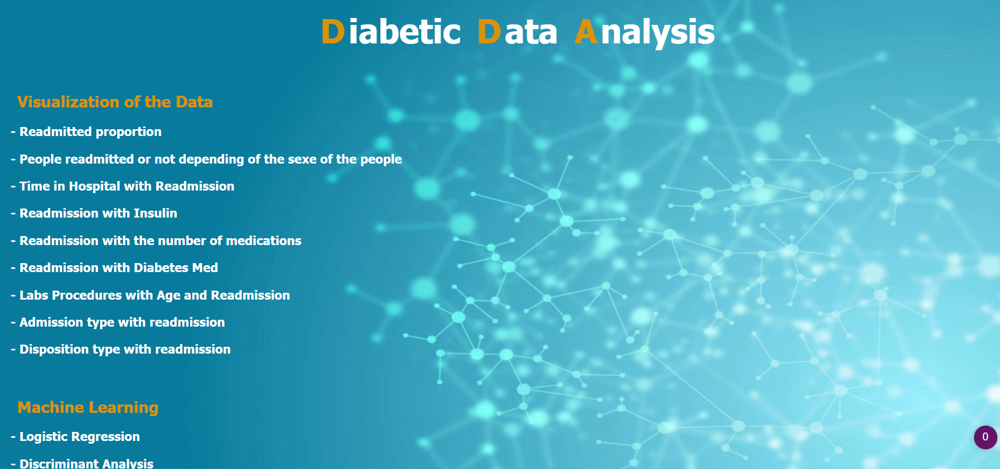 Diabetic Data Analysis
Visualization of the Data
- Readmitted proportion
- People readmitted or not depending of the sexe of the people
- Time in Hospital with Readmission
- Readmission with Insulin
- Readmission with the number of medications
- Readmission with Diabetes Med
- Labs Procedures with Age and Readmission
- Admission type with readmission
- Disposition type with readmission
Machine Learning
- Logistic Regression
0
- Discriminant Analysis